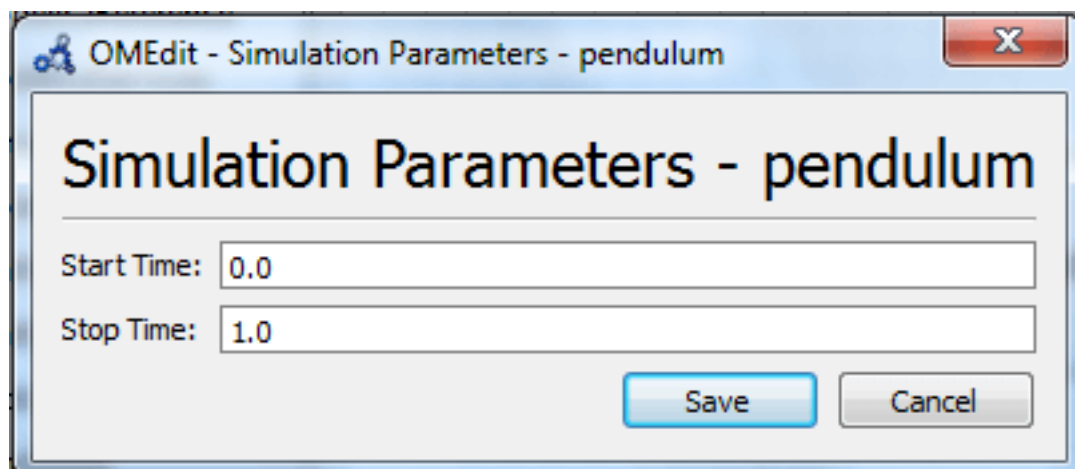 OMEdit - Simulation Parameters - pendulum
Simulation Parameters - pendulum
Start Time: 0.0
Stop Time: 1.0
Save Cancel